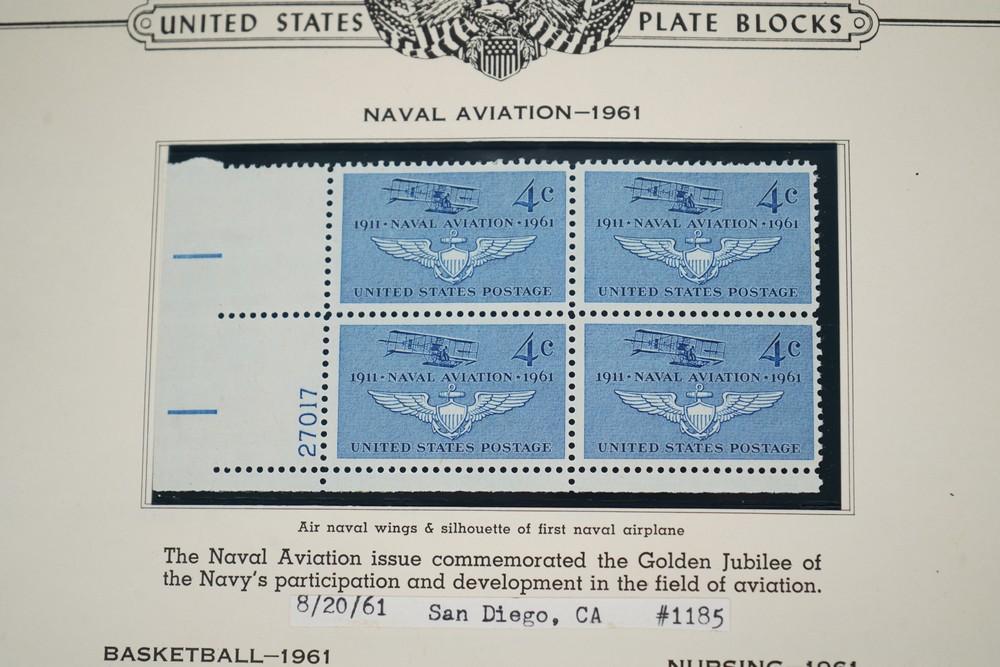 UNITED STATES PLATE BLOCKS
NAVAL AVIATION—1961
4c 4c
1911 · NAVAL AVIATION · 1961 1911 · NAVAL AVIATION · 1961
UNITED STATES POSTAGE UNITED STATES POSTAGE
4c 4c
1911 · NAVAL AVIATION · 1961 1911 · NAVAL AVIATION · 1961
27017
UNITED STATES POSTAGE UNITED STATES POSTAGE
Air naval wings & silhouette of first naval airplane
The Naval Aviation issue commemorated the Golden Jubilee of
the Navy's participation and development in the field of aviation.
8/20/61 San Diego, CA #1185
BASKETBALL—1961 NURSING—1961